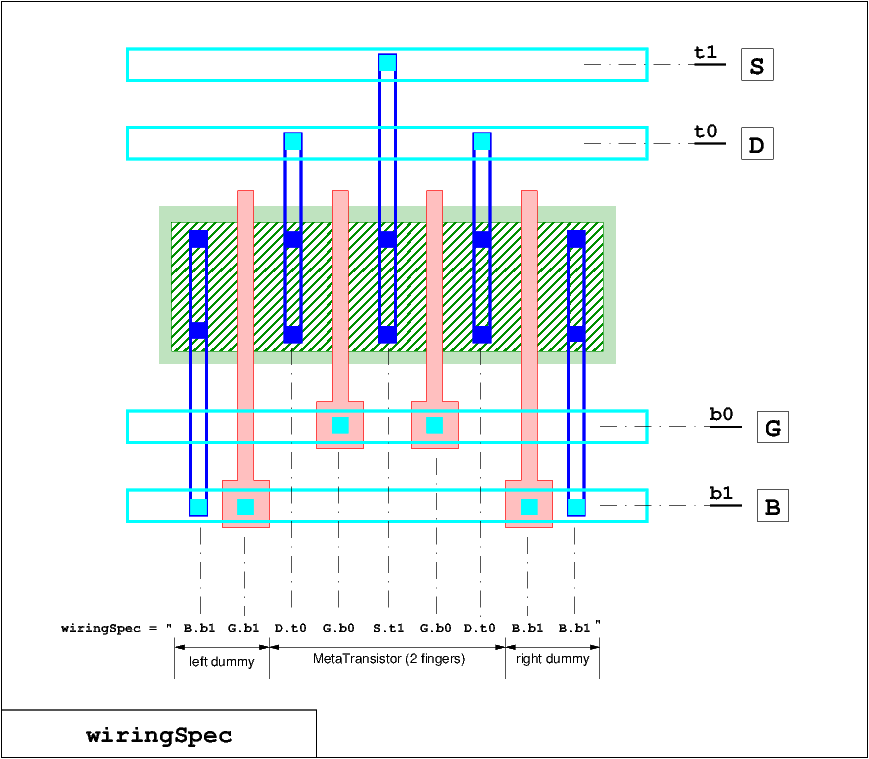 t1 S
t0 D
b0 G
b1 B
wiringSpec = " B.b1 G.b1 D.t0 G.b0 S.t1 G.b0 D.t0 B.b1 B.b1 "
left dummy MetaTransistor (2 fingers) right dummy
wiringSpec